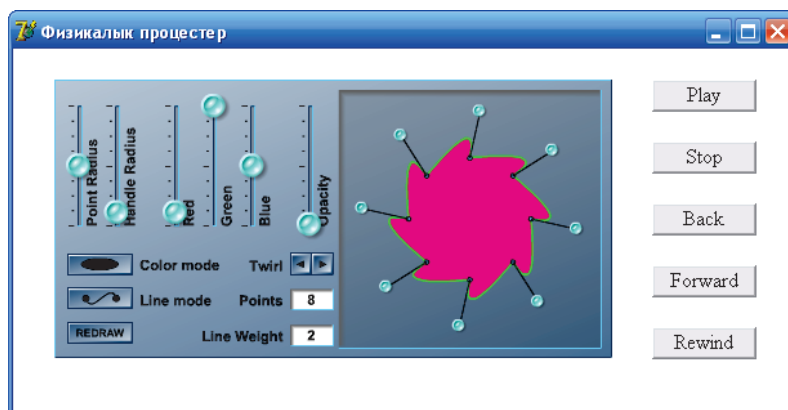 Физикалык процестер
Point Radius
Handle Radius
Red
Green
Blue
Opacity
Color mode
Twirl
Line mode
Points
8
REDRAW
Line Weight
2
Play
Stop
Back
Forward
Rewind